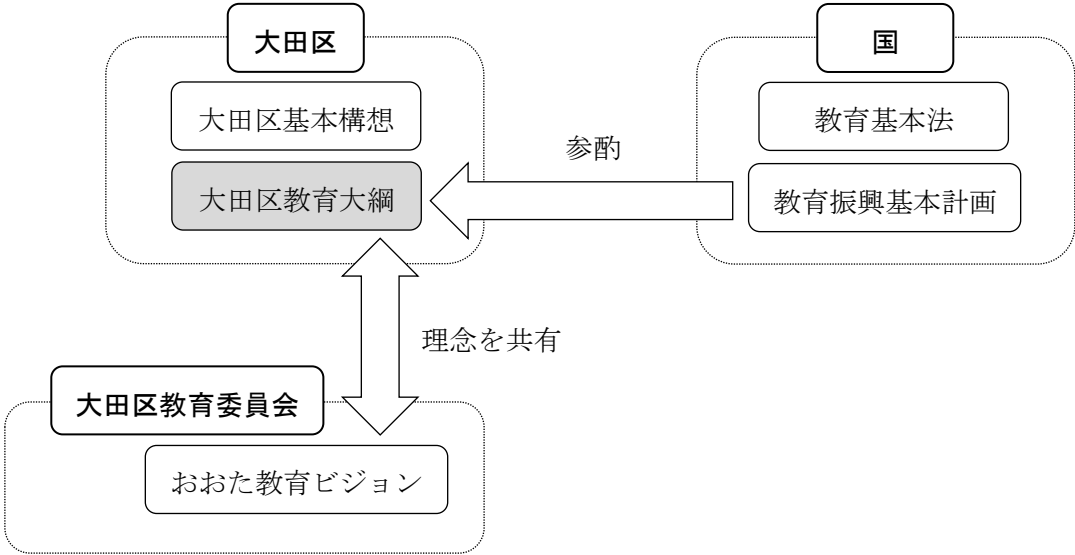 大田区
大田区基本構想
大田区教育大綱
参酌
国
教育基本法
教育振興基本計画
理念を共有
大田区教育委員会
おおた教育ビジョン